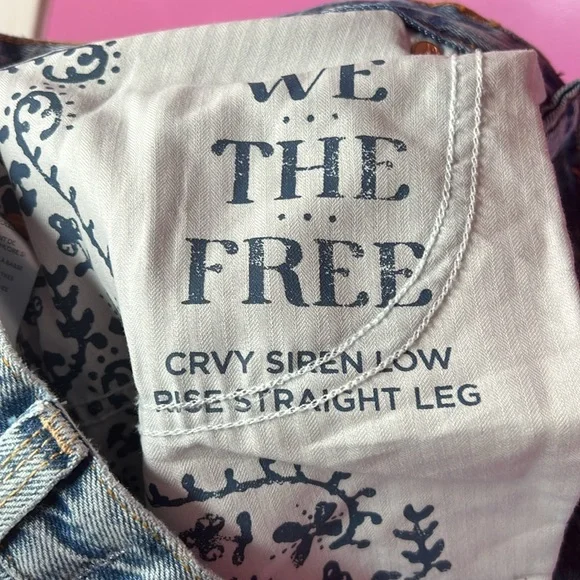 WE
THE
FREE
CRVY SIREN LOW
RISE STRAIGHT LEG